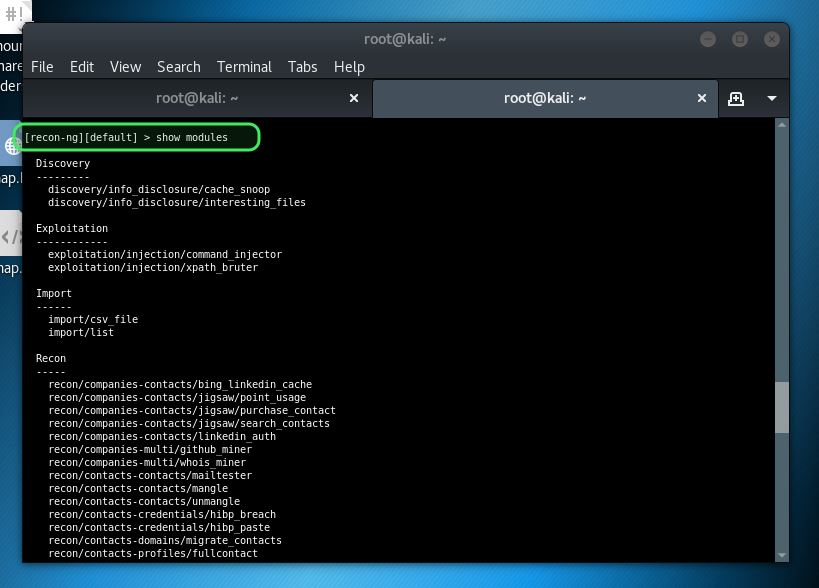 #!
root@kali: ~
File Edit View Search Terminal Tabs Help
root@kali: ~
root@kali: ~
[recon-ng][default] > show modules
Discovery
---------
discovery/info_disclosure/cache_snoop
discovery/info_disclosure/interesting_files
Exploitation
------------
exploitation/injection/command_injector
exploitation/injection/xpath_bruter
Import
------
import/csv_file
import/list
Recon
-----
recon/companies-contacts/bing_linkedin_cache
recon/companies-contacts/jigsaw/point_usage
recon/companies-contacts/jigsaw/purchase_contact
recon/companies-contacts/jigsaw/search_contacts
recon/companies-contacts/linkedin_auth
recon/companies-multi/github_miner
recon/companies-multi/whois_miner
recon/contacts-contacts/mailtester
recon/contacts-contacts/mangle
recon/contacts-contacts/unmangle
recon/contacts-credentials/hibp_breach
recon/contacts-credentials/hibp_paste
recon/contacts-domains/migrate_contacts
recon/contacts-profiles/fullcontact